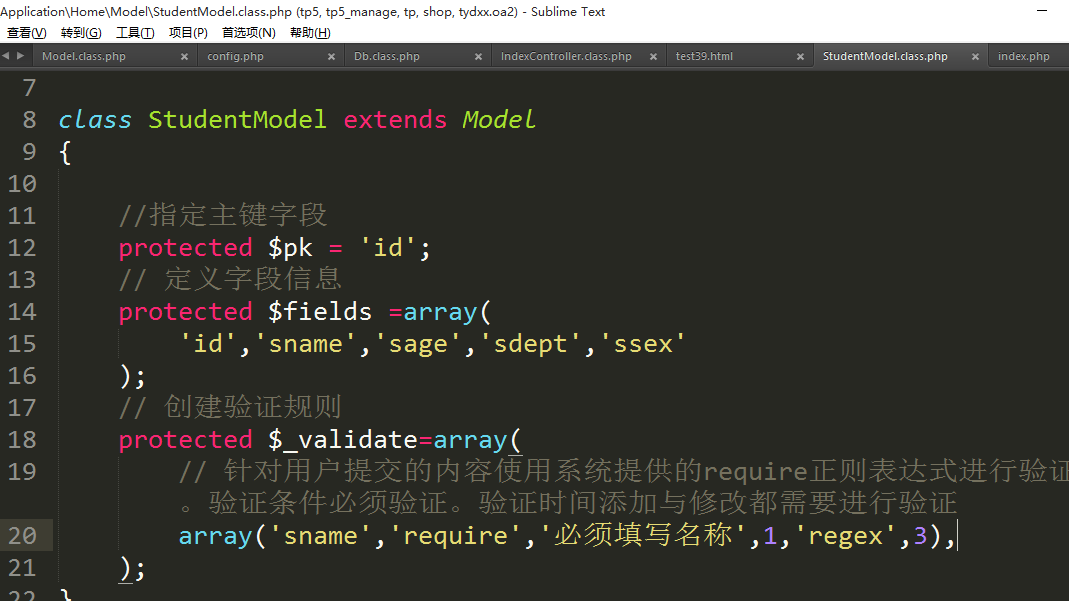 Application\Home\Model\StudentModel.class.php (tp5, tp5_manage, tp, shop, tydxx.oa2) - Sublime Text
查看(V) 转到(G) 工具(T) 项目(P) 首选项(N) 帮助(H)
Model.class.php × config.php × Db.class.php × IndexController.class.php × test39.html × StudentModel.class.php × index.php
7
8 class StudentModel extends Model
9 {
10
11 //指定主键字段
12 protected $pk = 'id';
13 // 定义字段信息
14 protected $fields =array(
15 'id','sname','sage','sdept','ssex'
16 );
17 // 创建验证规则
18 protected $_validate=array(
19 // 针对用户提交的内容使用系统提供的require正则表达式进行验证
。验证条件必须验证。验证时间添加与修改都需要进行验证
20 array('sname','require','必须填写名称',1,'regex',3),
21 );
22 }